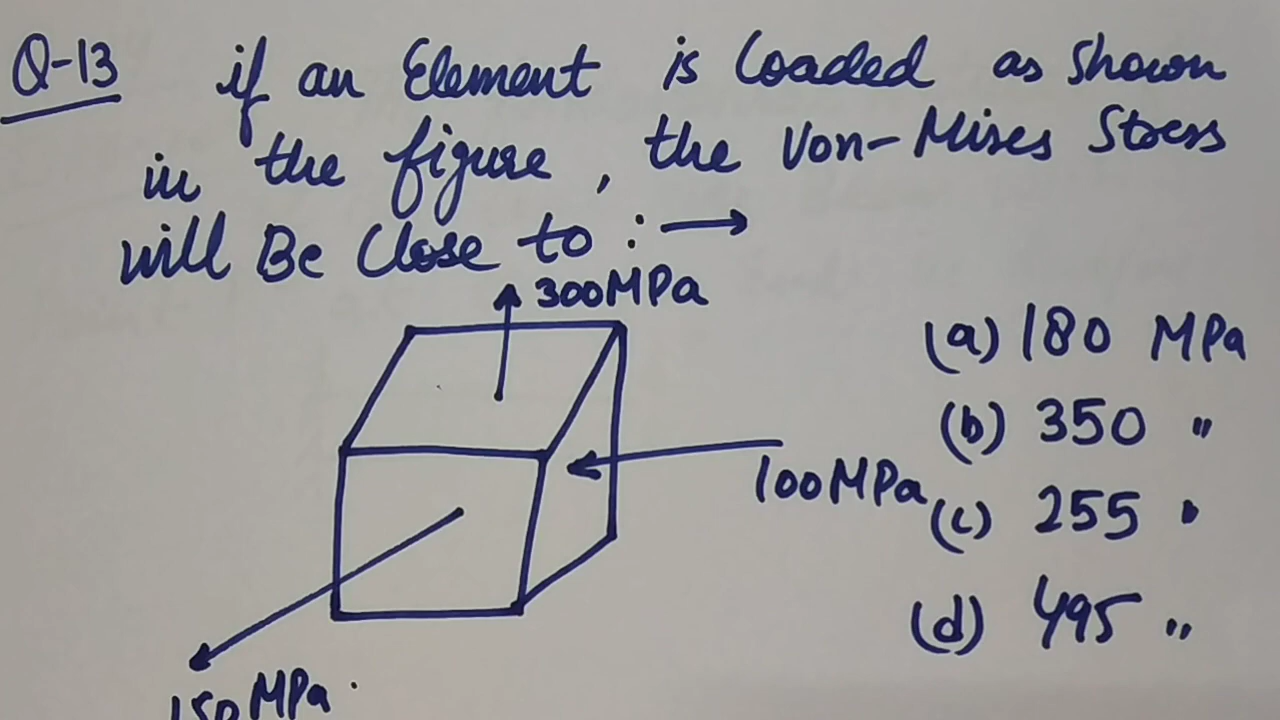 Q-13 if an Element is Loaded as Shown
in the figure, the Von-Mises Stress
will Be Close to : →
300MPa
(a) 180 MPa
(b) 350 "
100MPa
(c) 255 "
(d) 495 "
150MPa.